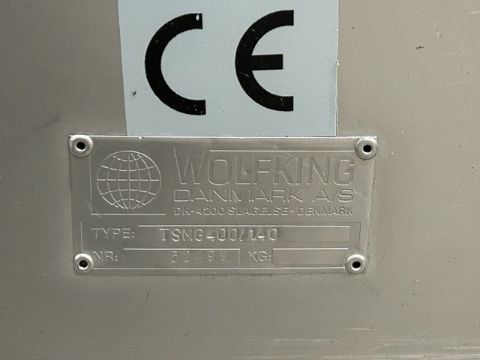 CE
WOLFKING
DANMARK A/S
DK-4200 SLAGELSE - DENMARK
TYPE: TSMG400/140
NR: KG: